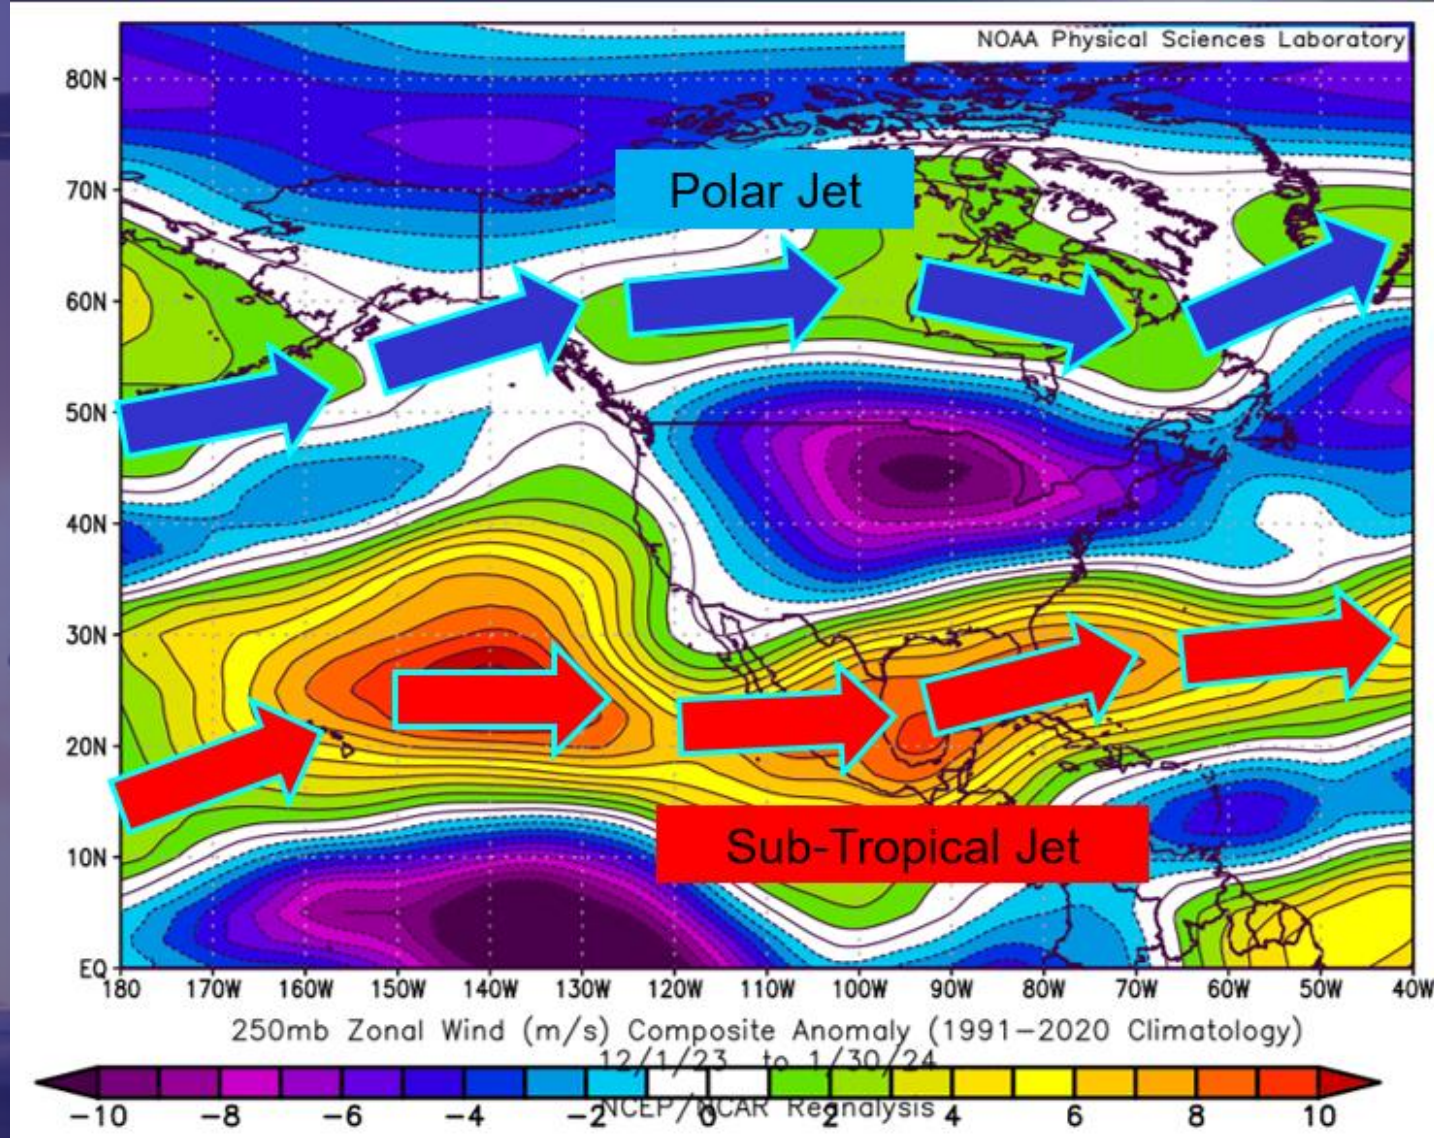 NOAA Physical Sciences Laboratory
80N
70N
Polar Jet
60N
50N
40N
30N
20N
Sub-Tropical Jet
10N
EQ
180 170W 160W 150W 140W 130W 120W 110W 100W 90W 80W 70W 60W 50W 40W
250mb Zonal Wind (m/s) Composite Anomaly (1991-2020 Climatology)
12/1/23 to 1/30/24
-10 -8 -6 -4 -2 0 2 4 6 8 10
NCEP/NCAR Reanalysis